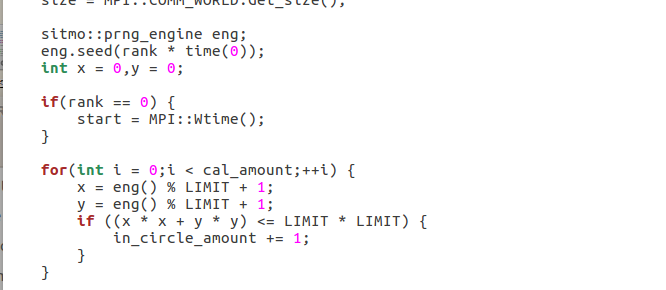 size = MPI::COMM_WORLD.Get_size();
sitmo::prng_engine eng;
eng.seed(rank * time(0));
int x = 0,y = 0;
if(rank == 0) {
start = MPI::Wtime();
}
for(int i = 0;i < cal_amount;++i) {
x = eng() % LIMIT + 1;
y = eng() % LIMIT + 1;
if ((x * x + y * y) <= LIMIT * LIMIT) {
in_circle_amount += 1;
}
}